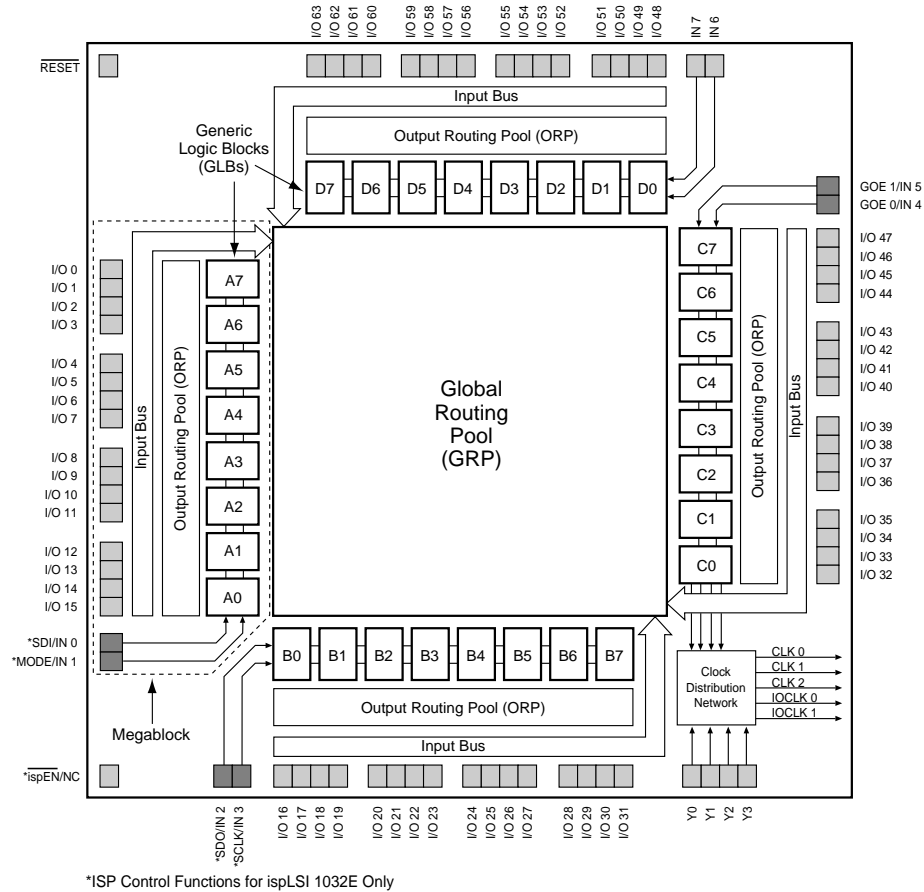 I/O 63
I/O 62
I/O 61
I/O 60
I/O 59
I/O 58
I/O 57
I/O 56
I/O 55
I/O 54
I/O 53
I/O 52
I/O 51
I/O 50
I/O 49
I/O 48
IN 7
IN 6
RESET
Input Bus
Output Routing Pool (ORP)
Generic
Logic Blocks
(GLBs)
D7
D6
D5
D4
D3
D2
D1
D0
GOE 1/IN 5
GOE 0/IN 4
I/O 0
I/O 1
I/O 2
I/O 3
I/O 4
I/O 5
I/O 6
I/O 7
I/O 8
I/O 9
I/O 10
I/O 11
I/O 12
I/O 13
I/O 14
I/O 15
*SDI/IN 0
*MODE/IN 1
Input Bus
Output Routing Pool (ORP)
A7
A6
A5
A4
A3
A2
A1
A0
Global
Routing
Pool
(GRP)
C7
C6
C5
C4
C3
C2
C1
C0
Output Routing Pool (ORP)
Input Bus
I/O 47
I/O 46
I/O 45
I/O 44
I/O 43
I/O 42
I/O 41
I/O 40
I/O 39
I/O 38
I/O 37
I/O 36
I/O 35
I/O 34
I/O 33
I/O 32
B0
B1
B2
B3
B4
B5
B6
B7
Output Routing Pool (ORP)
Input Bus
Megablock
Clock
Distribution
Network
CLK 0
CLK 1
CLK 2
IOCLK 0
IOCLK 1
*ispEN/NC
*SDO/IN 2
*SCLK/IN 3
I/O 16
I/O 17
I/O 18
I/O 19
I/O 20
I/O 21
I/O 22
I/O 23
I/O 24
I/O 25
I/O 26
I/O 27
I/O 28
I/O 29
I/O 30
I/O 31
Y0
Y1
Y2
Y3
*ISP Control Functions for ispLSI 1032E Only